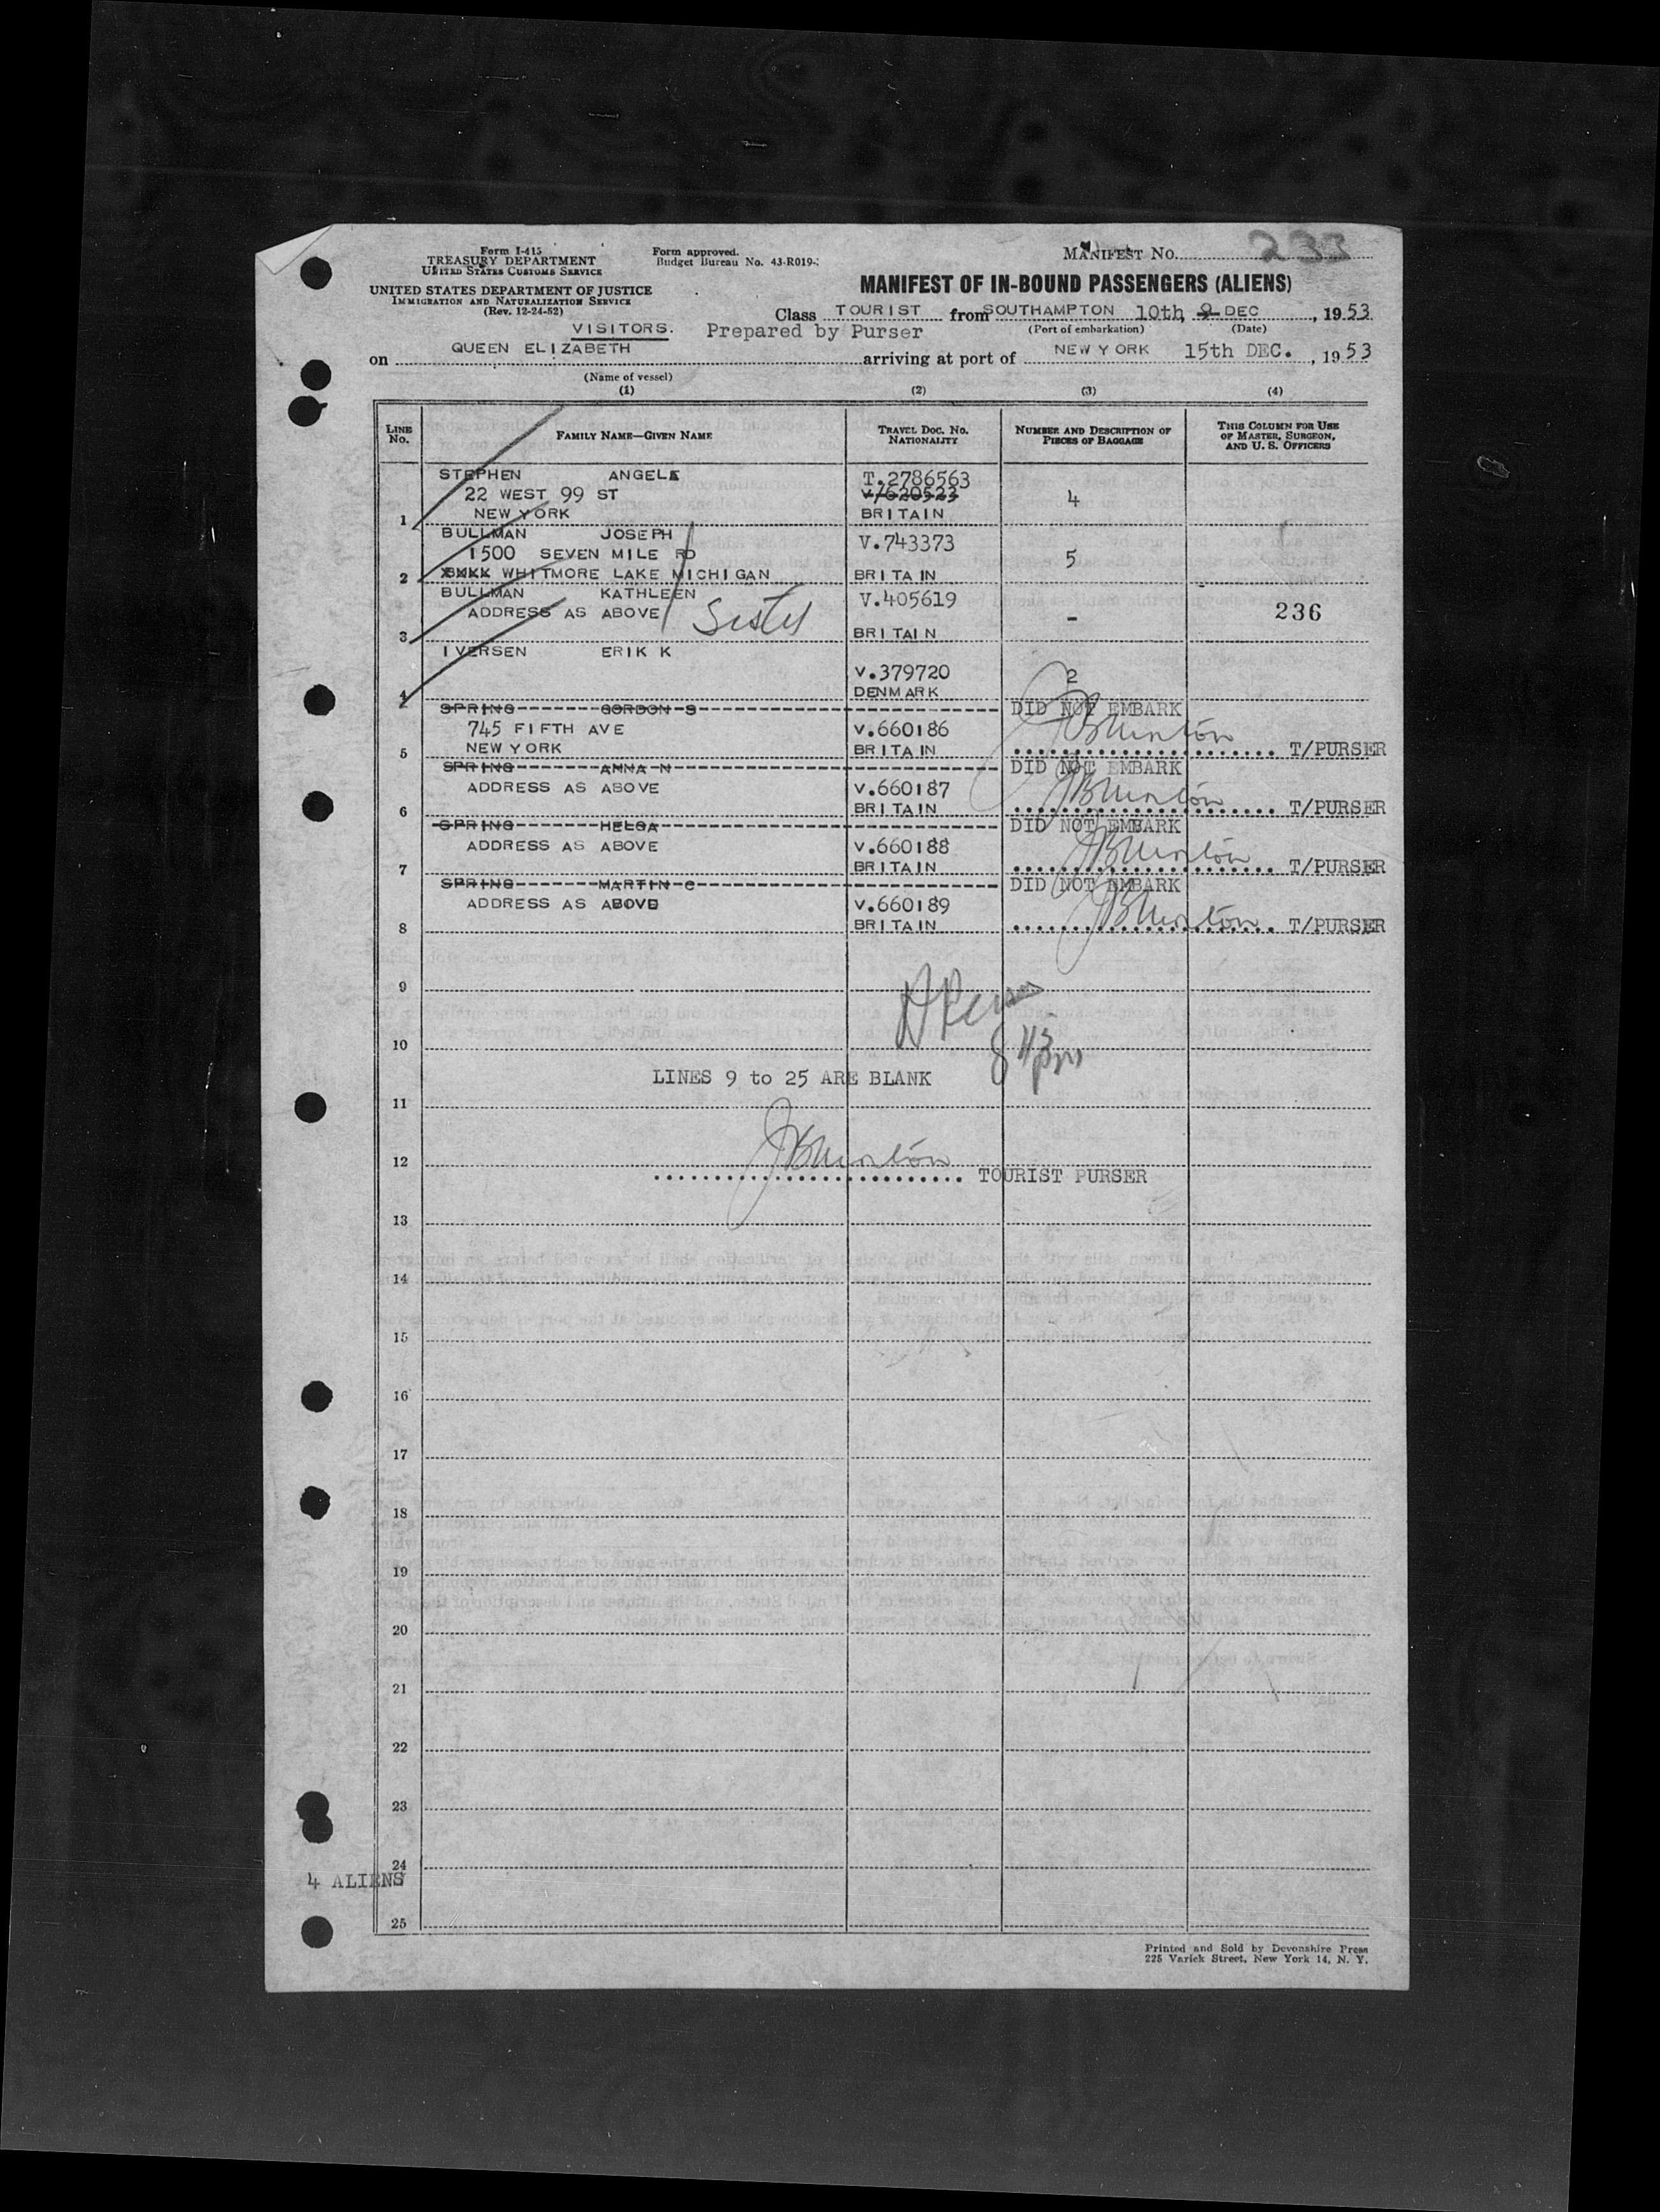 Form I-415
TREASURY DEPARTMENT
UNITED STATES CUSTOMS SERVICE
UNITED STATES DEPARTMENT OF JUSTICE
IMMIGRATION AND NATURALIZATION SERVICE
(Rev. 12-24-52)
Form approved.
Budget Bureau No. 43-R019-
MANIFEST No. 233
MANIFEST OF IN-BOUND PASSENGERS (ALIENS)
Class TOURIST from SOUTHAMPTON 10th 9 DEC , 1953
VISITORS. Prepared by Purser (Port of embarkation) (Date)
on QUEEN ELIZABETH arriving at port of NEW YORK 15th DEC. , 1953
(Name of vessel)
(1) (2) (3) (4)
LINE No. FAMILY NAME—GIVEN NAME TRAVEL DOC. NO. NATIONALITY NUMBER AND DESCRIPTION OF PIECES OF BAGGAGE THIS COLUMN FOR USE OF MASTER, SURGEON, AND U. S. OFFICERS
STEPHEN ANGELE T.2786563
22 WEST 99 ST V/620523 4
1 NEW YORK BRITAIN
BULLMAN JOSEPH V.743373
1500 SEVEN MILE RD 5
2 WHITMORE LAKE MICHIGAN BRITAIN
BULLMAN KATHLEEN V.405619
ADDRESS AS ABOVE Sister - 236
3 BRITAIN
IVERSEN ERIK K
V.379720 2
4 DENMARK
SPRING GORDON S DID NOT EMBARK
745 FIFTH AVE V.660186 JBMinton
5 NEW YORK BRITAIN T/PURSER
SPRING ANNA N DID NOT EMBARK
ADDRESS AS ABOVE V.660187 JBMinton
6 BRITAIN T/PURSER
SPRING HELGA DID NOT EMBARK
ADDRESS AS ABOVE V.660188 JBMinton
7 BRITAIN T/PURSER
SPRING MARTIN C DID NOT EMBARK
ADDRESS AS ABOVE V.660189 JBMinton
8 BRITAIN T/PURSER
9
10
LINES 9 to 25 ARE BLANK
11
JBMinton
12
TOURIST PURSER
13
14
15
16
17
18
19
20
21
22
23
24
4 ALIENS
25
Printed and Sold by Devonshire Press
225 Varick Street, New York 14, N. Y.